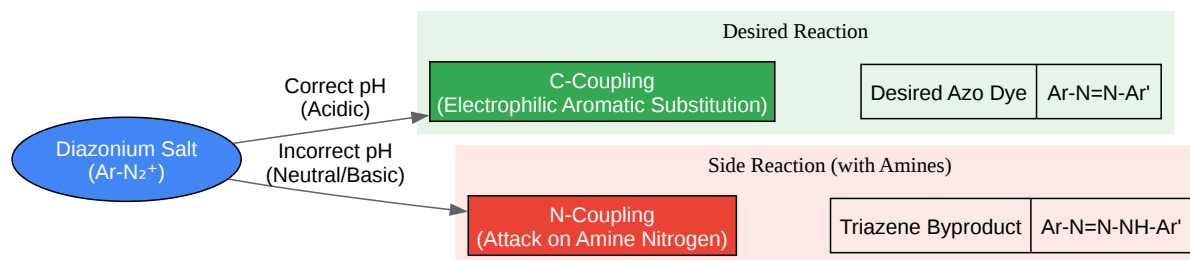 Desired Reaction
Correct pH
(Acidic)
C-Coupling
(Electrophilic Aromatic Substitution)
Desired Azo Dye
Ar-N=N-Ar'
Diazonium Salt
(Ar-N₂⁺)
Incorrect pH
(Neutral/Basic)
Side Reaction (with Amines)
N-Coupling
(Attack on Amine Nitrogen)
Triazene Byproduct
Ar-N=N-NH-Ar'